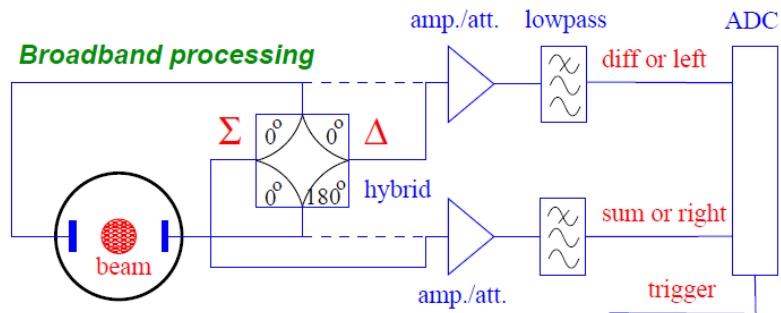 amp./att. lowpass ADC
Broadband processing
diff or left
Σ 0° 0° Δ
0° 180° hybrid
sum or right
beam
amp./att.
trigger